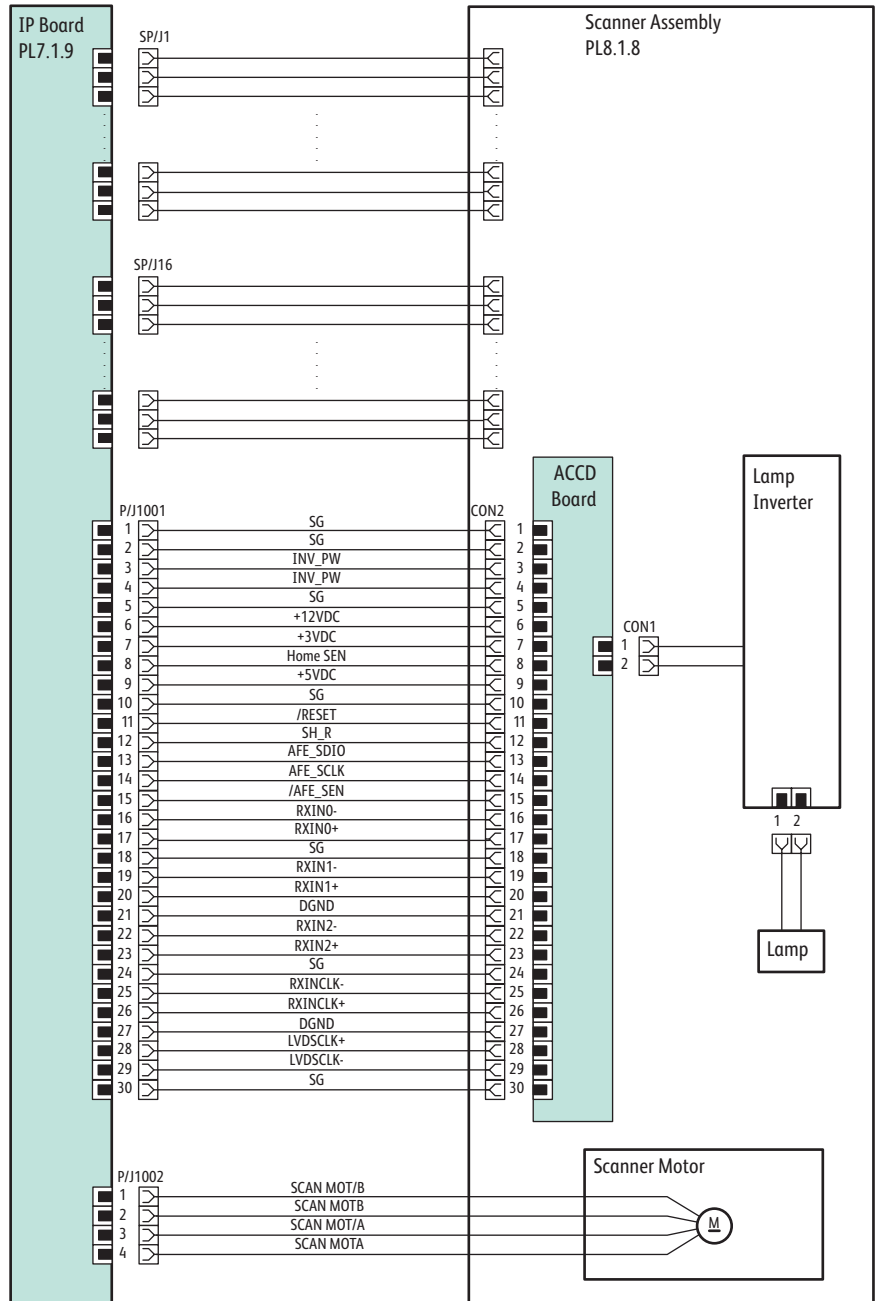 IP Board
PL7.1.9
SP/J1
Scanner Assembly
PL8.1.8
SP/J16
ACCD
Board
Lamp
Inverter
P/J1001
CON2
1 SG 1
2 SG 2
3 INV_PW 3
4 INV_PW 4
5 SG 5
6 +12VDC 6
7 +3VDC 7
8 Home SEN 8
9 +5VDC 9
10 SG 10
11 /RESET 11
12 SH_R 12
13 AFE_SDIO 13
14 AFE_SCLK 14
15 /AFE_SEN 15
16 RXIN0- 16
17 RXIN0+ 17
18 SG 18
19 RXIN1- 19
20 RXIN1+ 20
21 DGND 21
22 RXIN2- 22
23 RXIN2+ 23
24 SG 24
25 RXINCLK- 25
26 RXINCLK+ 26
27 DGND 27
28 LVDSCLK+ 28
29 LVDSCLK- 29
30 SG 30
CON1
1
2
1 2
Lamp
P/J1002
1 SCAN MOT/B
2 SCAN MOTB
3 SCAN MOT/A
4 SCAN MOTA
Scanner Motor
M